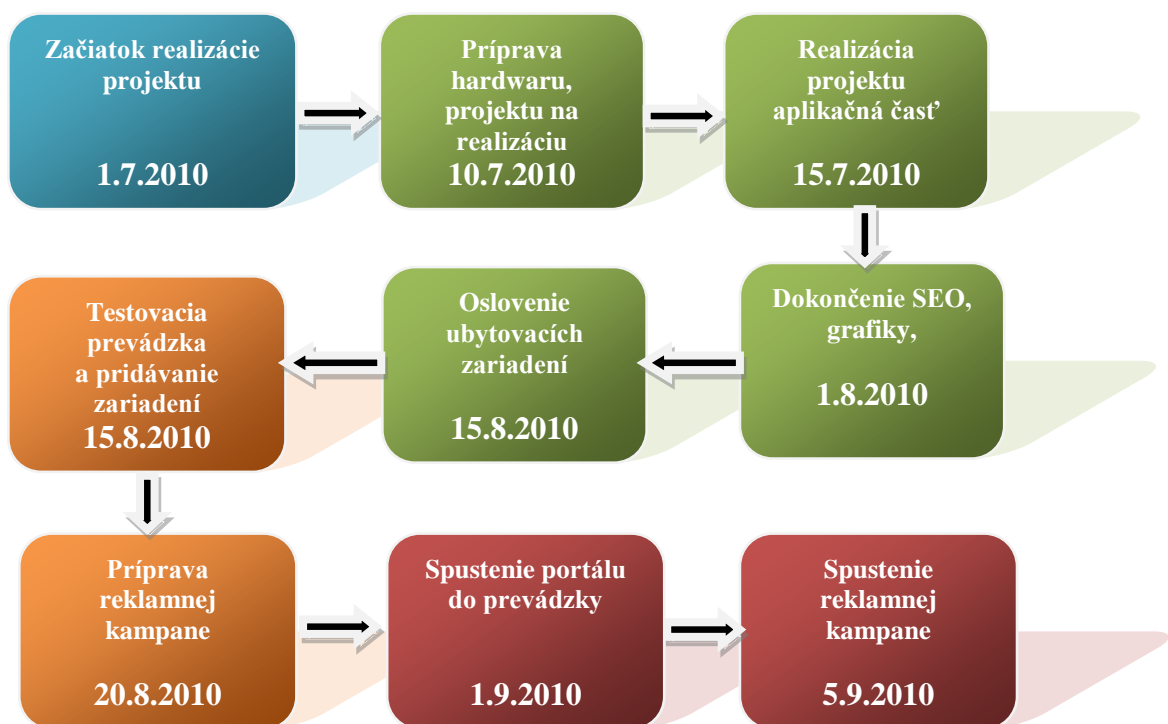 Začiatok realizácie
projektu
1.7.2010
Príprava
hardwaru,
projektu na
realizáciu
10.7.2010
Realizácia
projektu
aplikačná časť
15.7.2010
Dokončenie SEO,
grafiky,
1.8.2010
Oslovenie
ubytovacích
zariadení
15.8.2010
Testovacia
prevádzka
a pridávanie
zariadení
15.8.2010
Príprava
reklamnej
kampane
20.8.2010
Spustenie portálu
do prevádzky
1.9.2010
Spustenie
reklamnej
kampane
5.9.2010